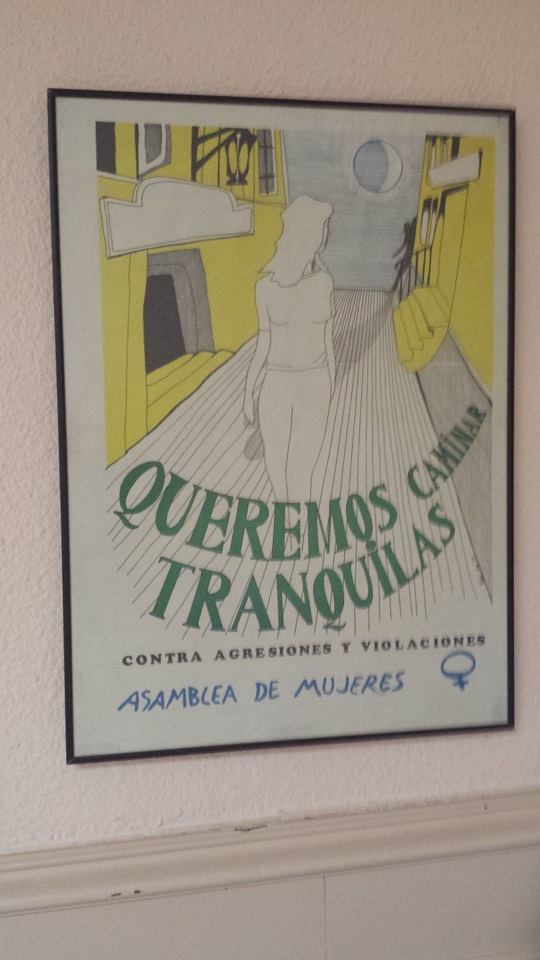 QUEREMOS CAMINAR
TRANQUILAS
CONTRA AGRESIONES Y VIOLACIONES
ASAMBLEA DE MUJERES